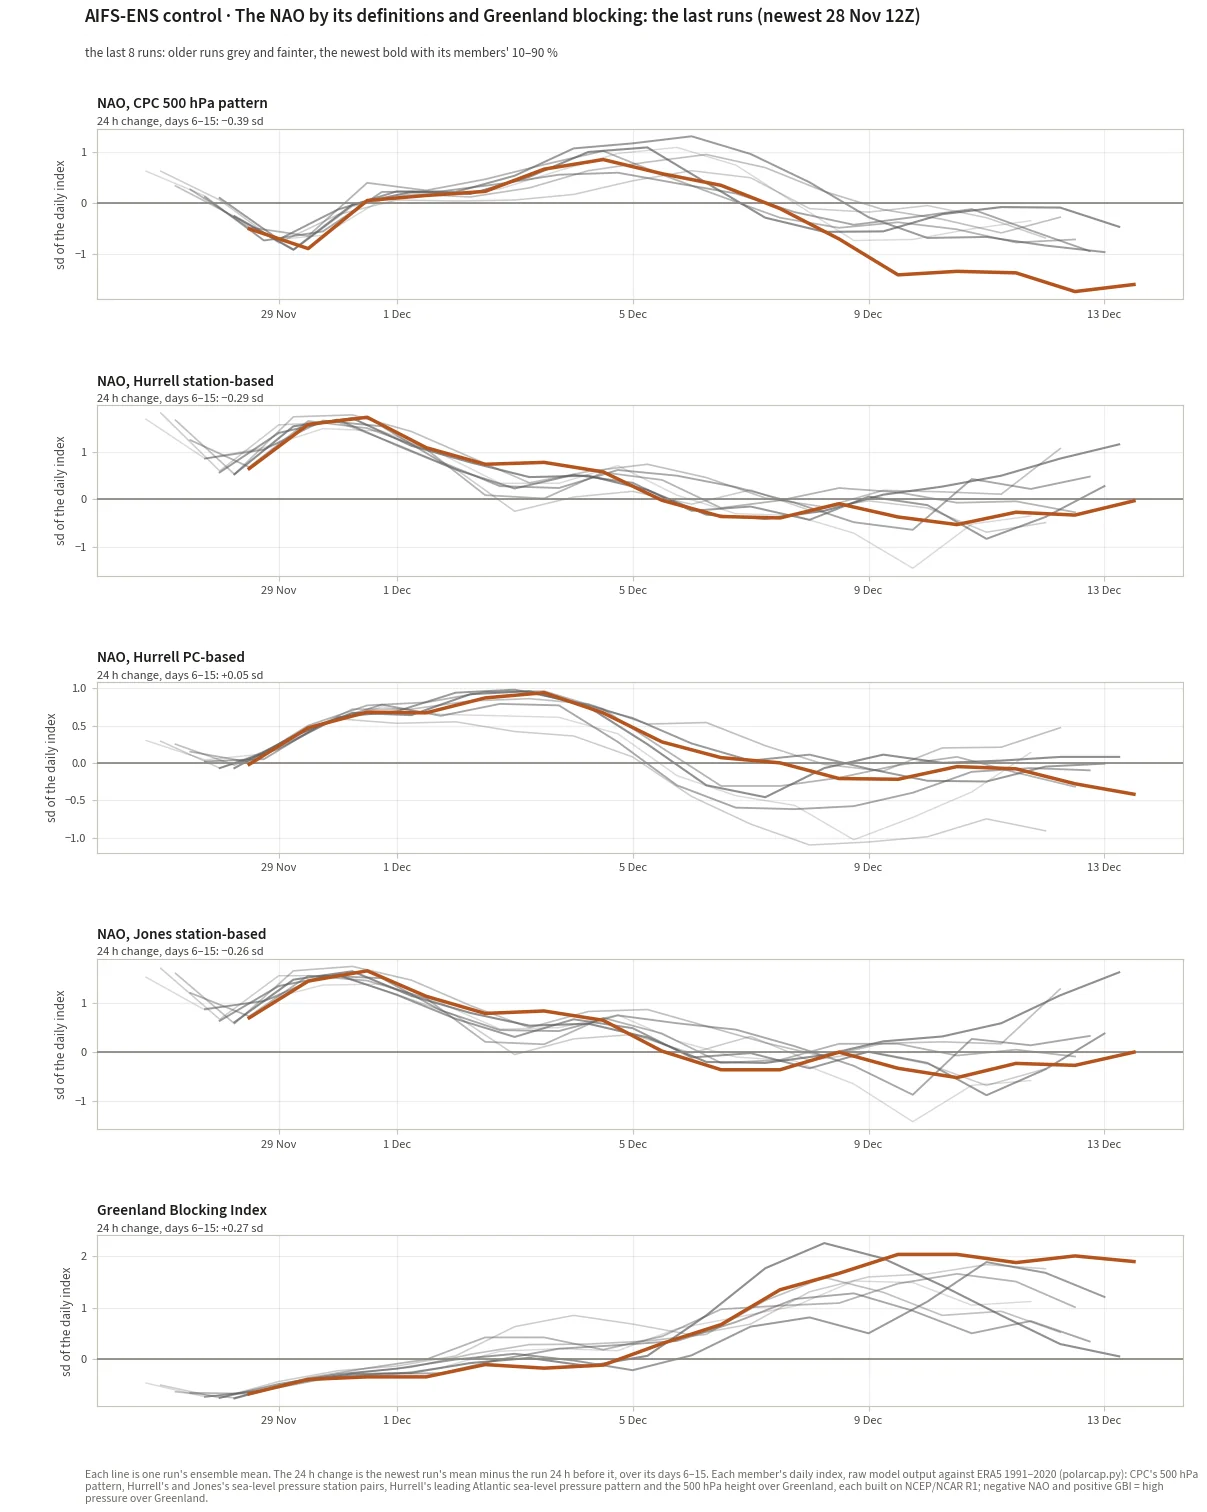 AIFS-ENS control · The NAO by its definitions and Greenland blocking: the last runs (newest 28 Nov 12Z)
the last 8 runs: older runs grey and fainter, the newest bold with its members' 10–90 %
NAO, CPC 500 hPa pattern
24 h change, days 6–15: −0.39 sd
sd of the daily index
1
0
−1
29 Nov
1 Dec
5 Dec
9 Dec
13 Dec
NAO, Hurrell station-based
24 h change, days 6–15: −0.29 sd
sd of the daily index
1
0
−1
29 Nov
1 Dec
5 Dec
9 Dec
13 Dec
NAO, Hurrell PC-based
24 h change, days 6–15: +0.05 sd
sd of the daily index
1.0
0.5
0.0
−0.5
−1.0
29 Nov
1 Dec
5 Dec
9 Dec
13 Dec
NAO, Jones station-based
24 h change, days 6–15: −0.26 sd
sd of the daily index
1
0
−1
29 Nov
1 Dec
5 Dec
9 Dec
13 Dec
Greenland Blocking Index
24 h change, days 6–15: +0.27 sd
sd of the daily index
2
1
0
29 Nov
1 Dec
5 Dec
9 Dec
13 Dec
Each line is one run's ensemble mean. The 24 h change is the newest run's mean minus the run 24 h before it, over its days 6–15. Each member's daily index, raw model output against ERA5 1991–2020 (polarcap.py): CPC's 500 hPa
pattern, Hurrell's and Jones's sea-level pressure station pairs, Hurrell's leading Atlantic sea-level pressure pattern and the 500 hPa height over Greenland, each built on NCEP/NCAR R1; negative NAO and positive GBI = high
pressure over Greenland.